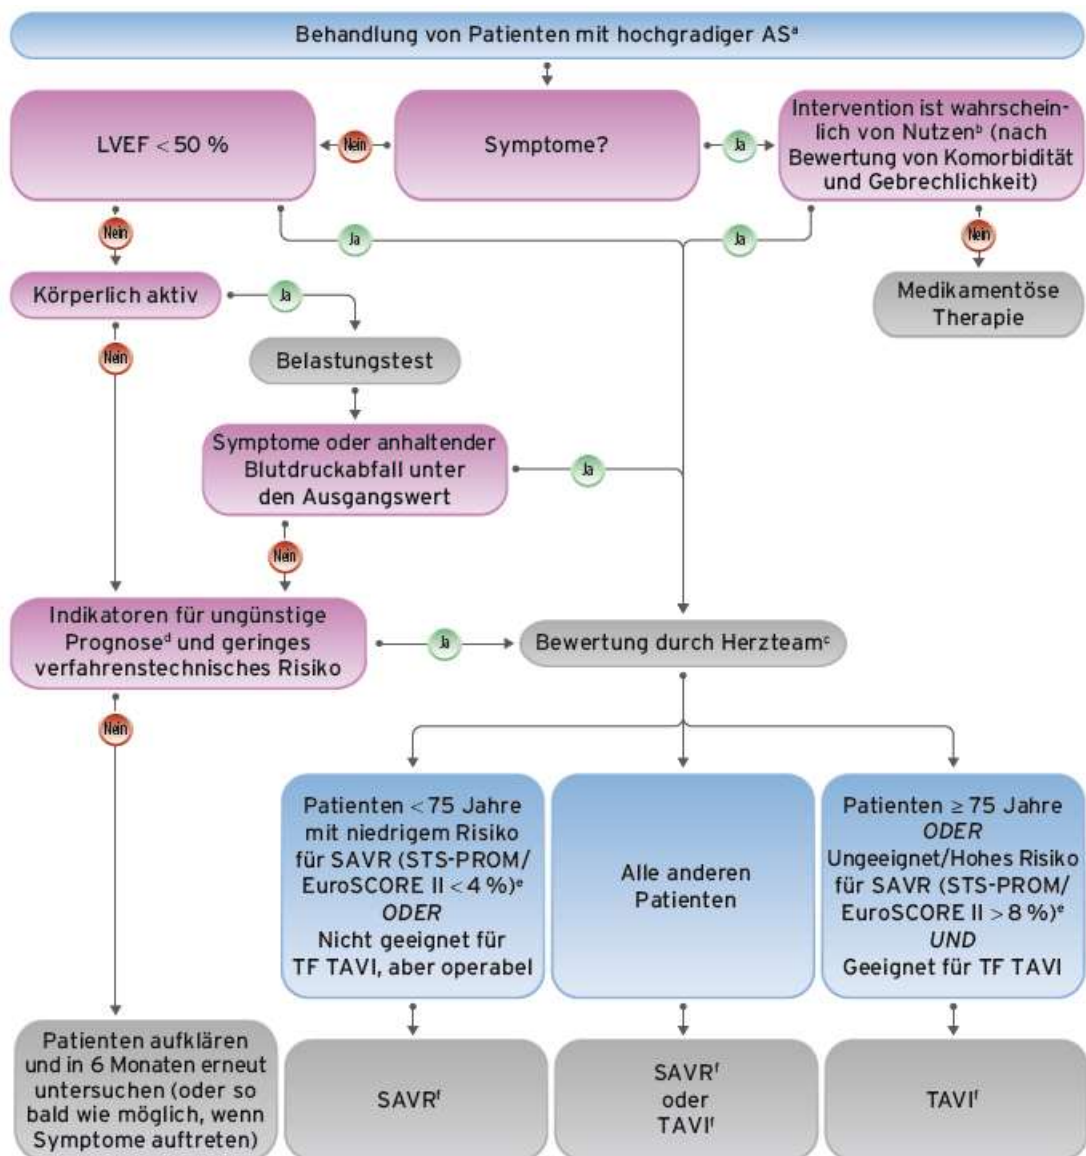 Behandlung von Patienten mit hochgradiger ASᵃ
LVEF < 50 %
Nein
Symptome?
Ja
Intervention ist wahrschein-
lich von Nutzenᵇ (nach
Bewertung von Komorbidität
und Gebrechlichkeit)
Nein
Ja
Ja
Nein
Körperlich aktiv
Ja
Medikamentöse
Therapie
Nein
Belastungstest
Symptome oder anhaltender
Blutdruckabfall unter
den Ausgangswert
Ja
Nein
Indikatoren für ungünstige
Prognoseᵈ und geringes
verfahrenstechnisches Risiko
Ja
Bewertung durch Herzteamᶜ
Nein
Patienten < 75 Jahre
mit niedrigem Risiko
für SAVR (STS-PROM/
EuroSCORE II < 4 %)ᵉ
ODER
Nicht geeignet für
TF TAVI, aber operabel
Alle anderen
Patienten
Patienten ≥ 75 Jahre
ODER
Ungeeignet/Hohes Risiko
für SAVR (STS-PROM/
EuroSCORE II > 8 %)ᵉ
UND
Geeignet für TF TAVI
Patienten aufklären
und in 6 Monaten erneut
untersuchen (oder so
bald wie möglich, wenn
Symptome auftreten)
SAVRᶠ
SAVRᶠ
oder
TAVIᶠ
TAVIᶠ